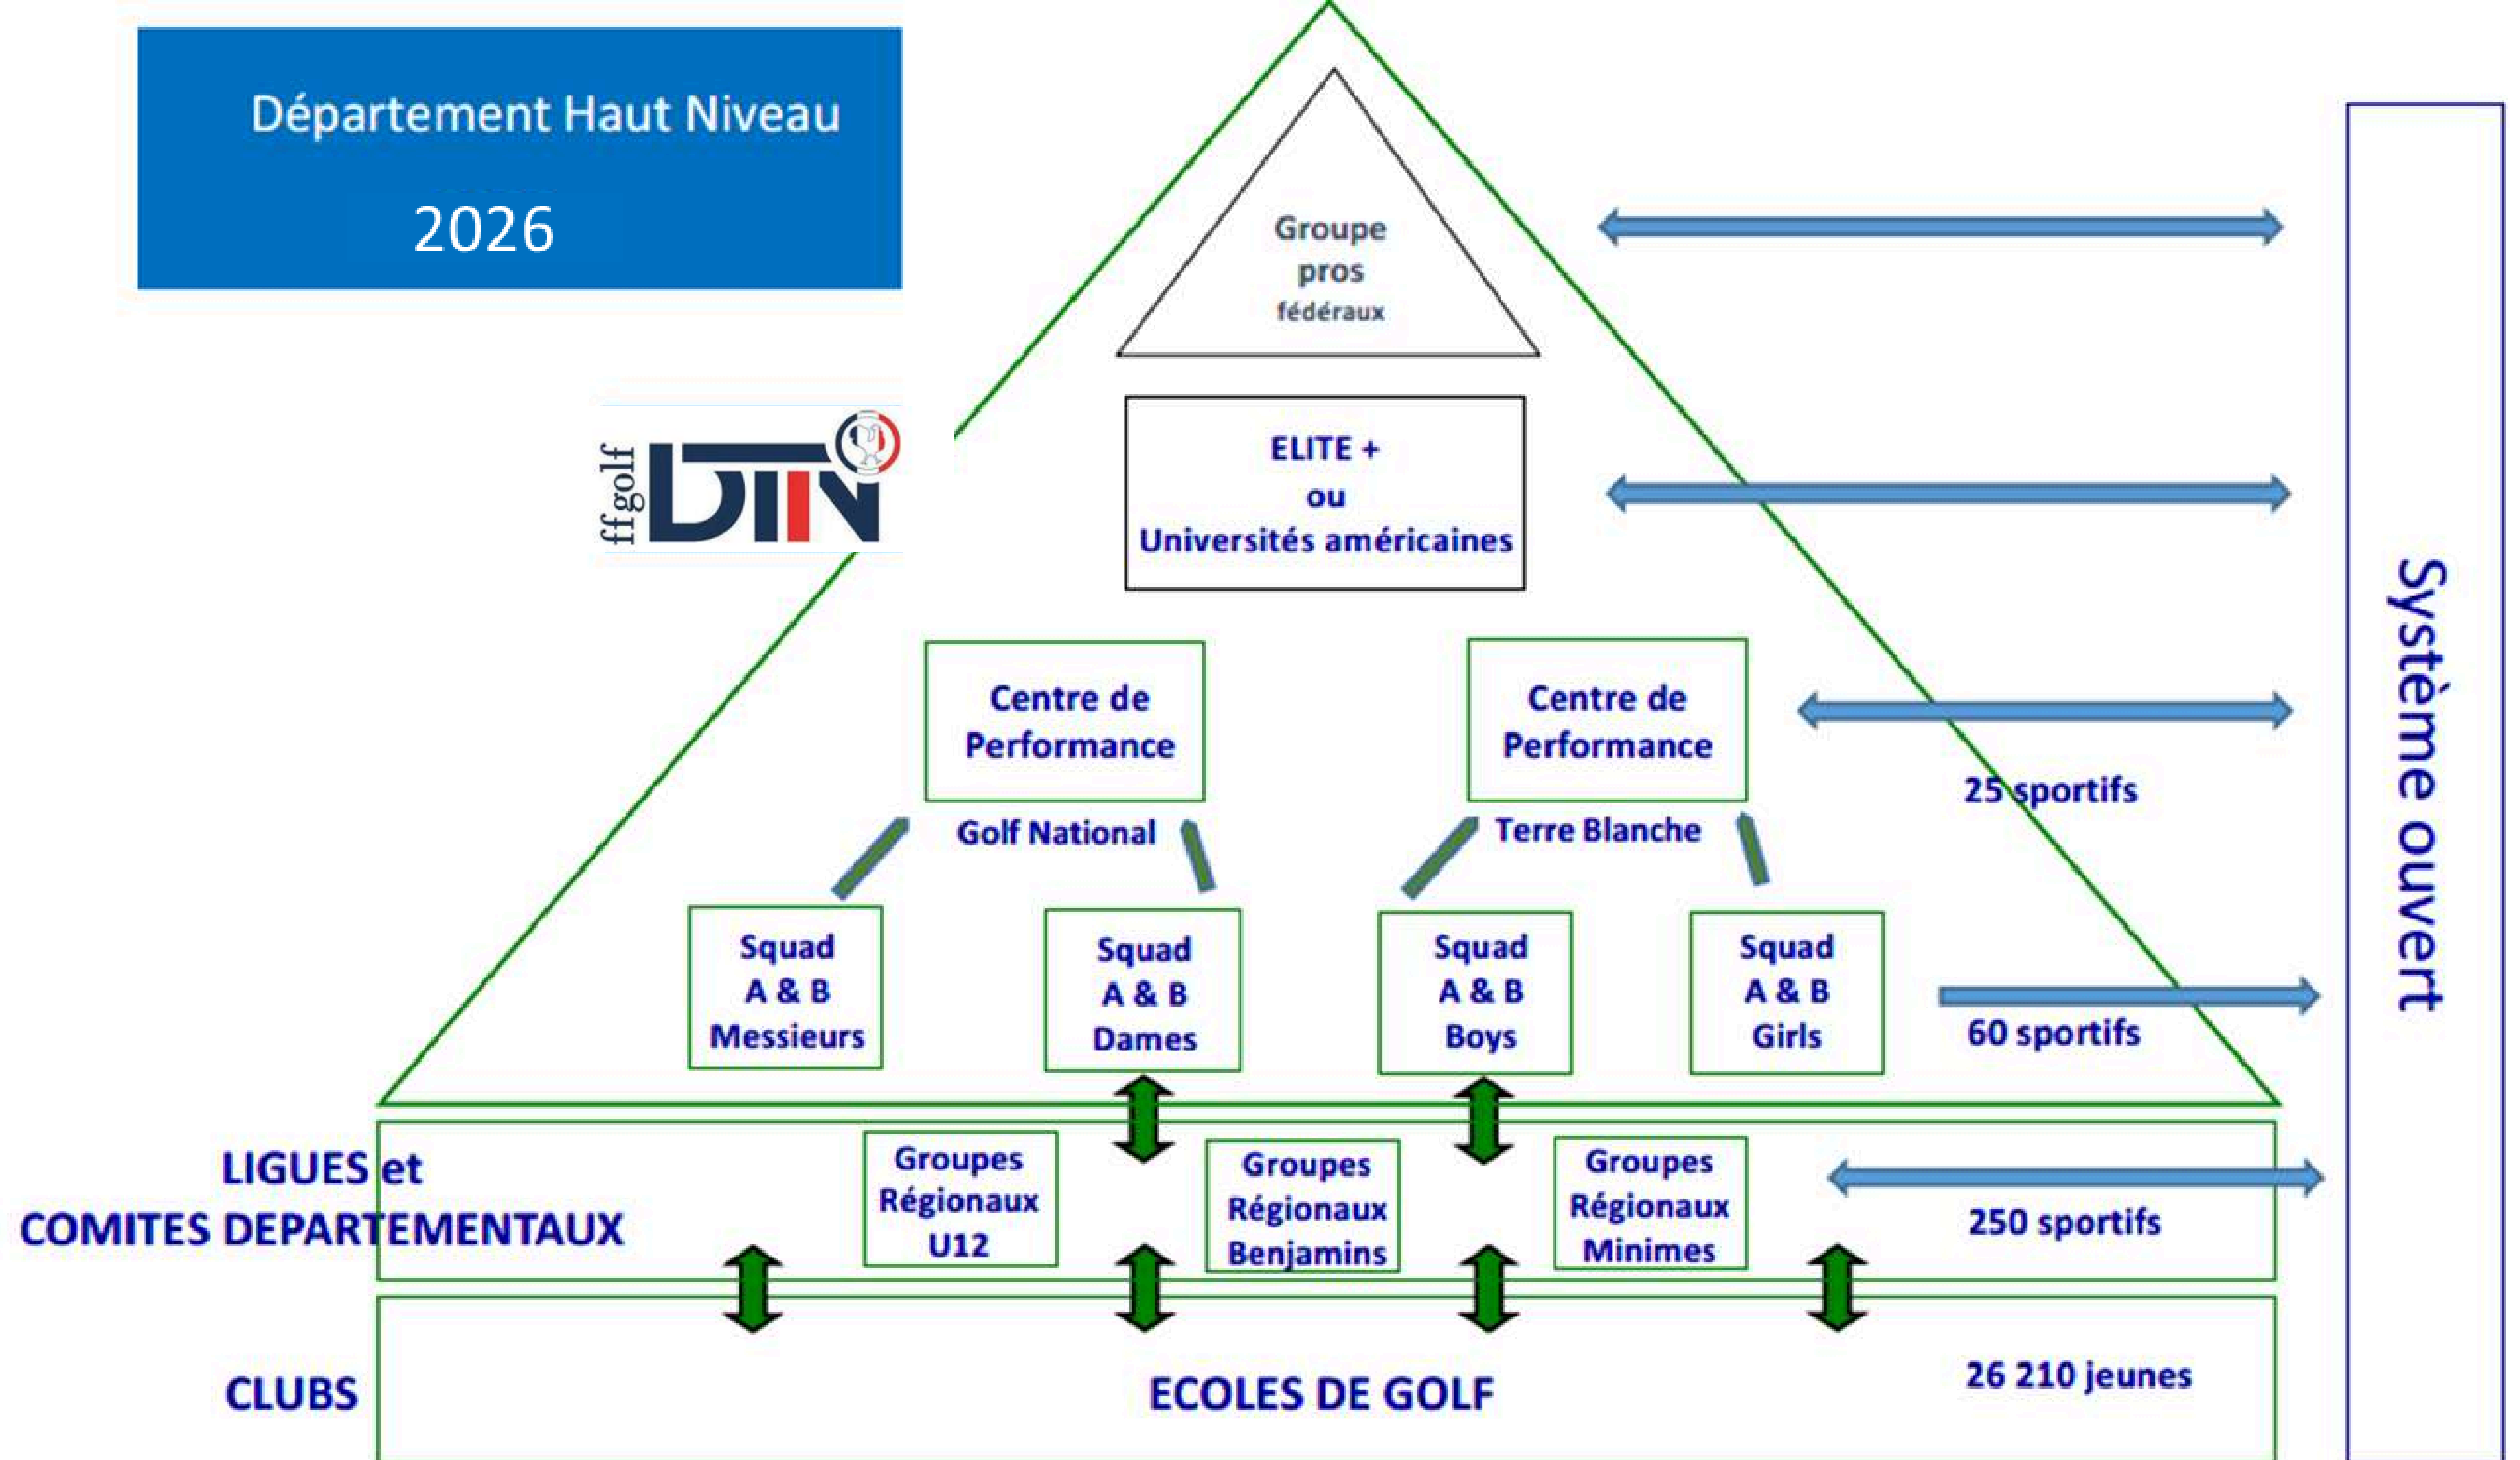 Département Haut Niveau
2026
Groupe
pros
fédéraux
ffgolf
DTN
ELITE +
ou
Universités américaines
Centre de
Performance
Golf National
Centre de
Performance
Terre Blanche
25 sportifs
Squad
A & B
Messieurs
Squad
A & B
Dames
Squad
A & B
Boys
Squad
A & B
Girls
60 sportifs
LIGUES et
COMITES DEPARTEMENTAUX
Groupes
Régionaux
U12
Groupes
Régionaux
Benjamins
Groupes
Régionaux
Minimes
250 sportifs
CLUBS
ECOLES DE GOLF
26 210 jeunes
Système ouvert